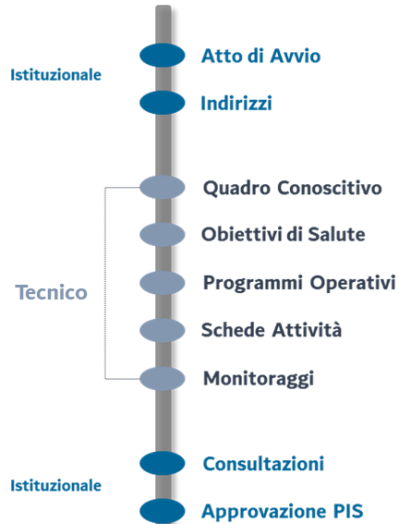 Atto di Avvio
Istituzionale
Indirizzi
Quadro Conoscitivo
Obiettivi di Salute
Programmi Operativi
Tecnico
Schede Attività
Monitoraggi
Consultazioni
Istituzionale
Approvazione PIS